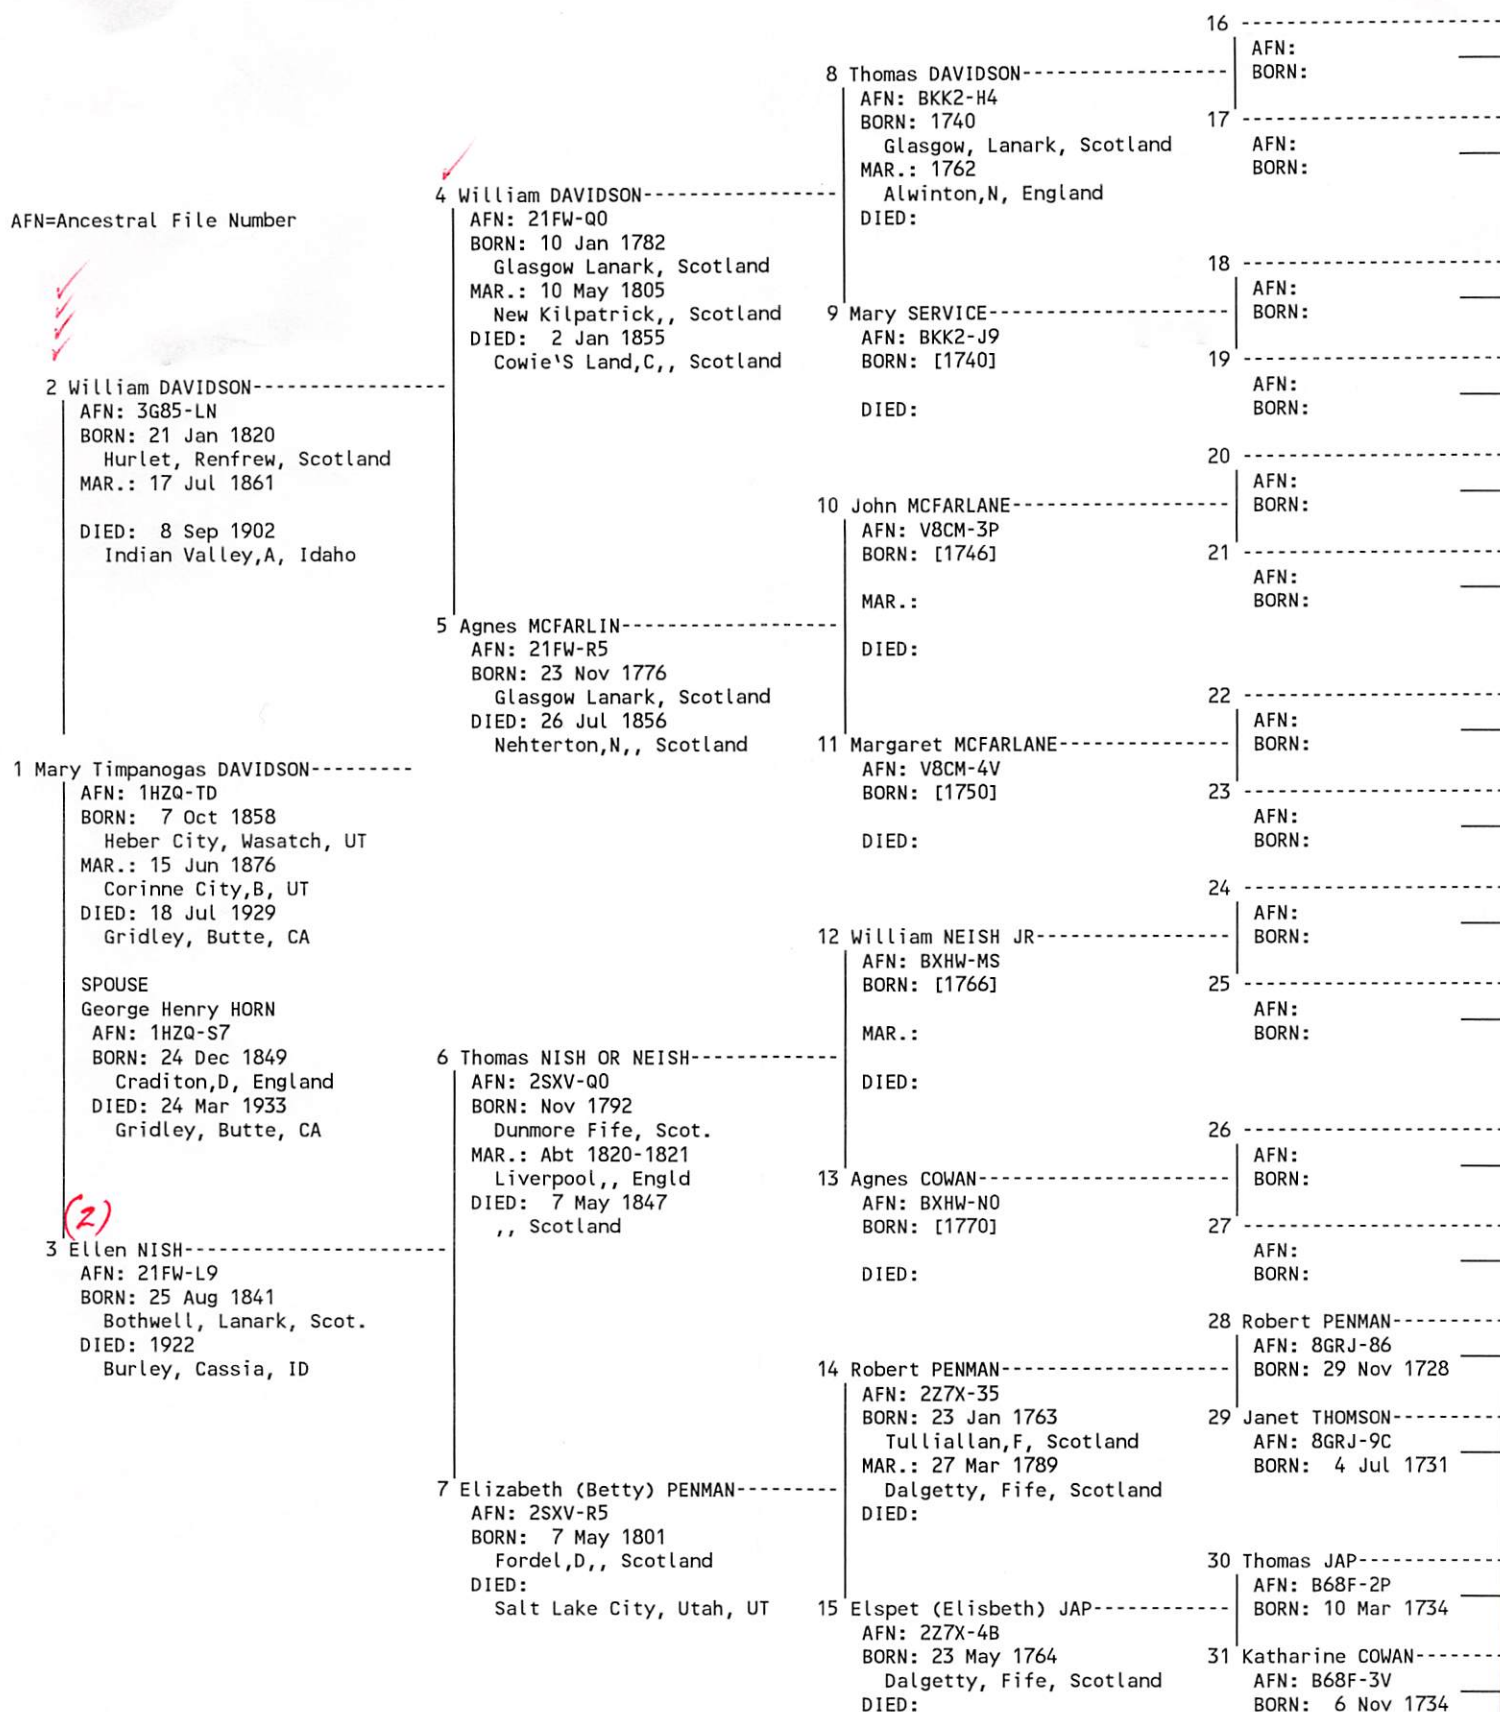 AFN=Ancestral File Number
1 Mary Timpanogas DAVIDSON---------
AFN: 1HZQ-TD
BORN: 7 Oct 1858
Heber City, Wasatch, UT
MAR.: 15 Jun 1876
Corinne City,B, UT
DIED: 18 Jul 1929
Gridley, Butte, CA
SPOUSE
George Henry HORN
AFN: 1HZQ-S7
BORN: 24 Dec 1849
Craditon,D, England
DIED: 24 Mar 1933
Gridley, Butte, CA
2 William DAVIDSON----------------
AFN: 3G85-LN
BORN: 21 Jan 1820
Hurlet, Renfrew, Scotland
MAR.: 17 Jul 1861
DIED: 8 Sep 1902
Indian Valley,A, Idaho
(2)
3 Ellen NISH----------------------
AFN: 21FW-L9
BORN: 25 Aug 1841
Bothwell, Lanark, Scot.
DIED: 1922
Burley, Cassia, ID
4 William DAVIDSON----------------
AFN: 21FW-Q0
BORN: 10 Jan 1782
Glasgow Lanark, Scotland
MAR.: 10 May 1805
New Kilpatrick,, Scotland
DIED: 2 Jan 1855
Cowie'S Land,C,, Scotland
5 Agnes MCFARLIN------------------
AFN: 21FW-R5
BORN: 23 Nov 1776
Glasgow Lanark, Scotland
DIED: 26 Jul 1856
Nehterton,N,, Scotland
6 Thomas NISH OR NEISH------------
AFN: 2SXV-Q0
BORN: Nov 1792
Dunmore Fife, Scot.
MAR.: Abt 1820-1821
Liverpool,, Engld
DIED: 7 May 1847
,, Scotland
7 Elizabeth (Betty) PENMAN---------
AFN: 2SXV-R5
BORN: 7 May 1801
Fordel,D,, Scotland
DIED:
Salt Lake City, Utah, UT
8 Thomas DAVIDSON-----------------
AFN: BKK2-H4
BORN: 1740
Glasgow, Lanark, Scotland
MAR.: 1762
Alwinton,N, England
DIED:
9 Mary SERVICE--------------------
AFN: BKK2-J9
BORN: [1740]
DIED:
10 John MCFARLANE------------------
AFN: V8CM-3P
BORN: [1746]
MAR.:
DIED:
11 Margaret MCFARLANE--------------
AFN: V8CM-4V
BORN: [1750]
DIED:
12 William NEISH JR----------------
AFN: BXHW-MS
BORN: [1766]
MAR.:
DIED:
13 Agnes COWAN---------------------
AFN: BXHW-N0
BORN: [1770]
DIED:
14 Robert PENMAN-------------------
AFN: 2Z7X-35
BORN: 23 Jan 1763
Tulliallan,F, Scotland
MAR.: 27 Mar 1789
Dalgetty, Fife, Scotland
DIED:
15 Elspet (Elisbeth) JAP------------
AFN: 2Z7X-4B
BORN: 23 May 1764
Dalgetty, Fife, Scotland
DIED:
16 ----------------------
AFN:
BORN:
17 ----------------------
AFN:
BORN:
18 ----------------------
AFN:
BORN:
19 ----------------------
AFN:
BORN:
20 ----------------------
AFN:
BORN:
21 ----------------------
AFN:
BORN:
22 ----------------------
AFN:
BORN:
23 ----------------------
AFN:
BORN:
24 ----------------------
AFN:
BORN:
25 ----------------------
AFN:
BORN:
26 ----------------------
AFN:
BORN:
27 ----------------------
AFN:
BORN:
28 Robert PENMAN---------
AFN: 8GRJ-86
BORN: 29 Nov 1728
29 Janet THOMSON---------
AFN: 8GRJ-9C
BORN: 4 Jul 1731
30 Thomas JAP------------
AFN: B68F-2P
BORN: 10 Mar 1734
31 Katharine COWAN-------
AFN: B68F-3V
BORN: 6 Nov 1734